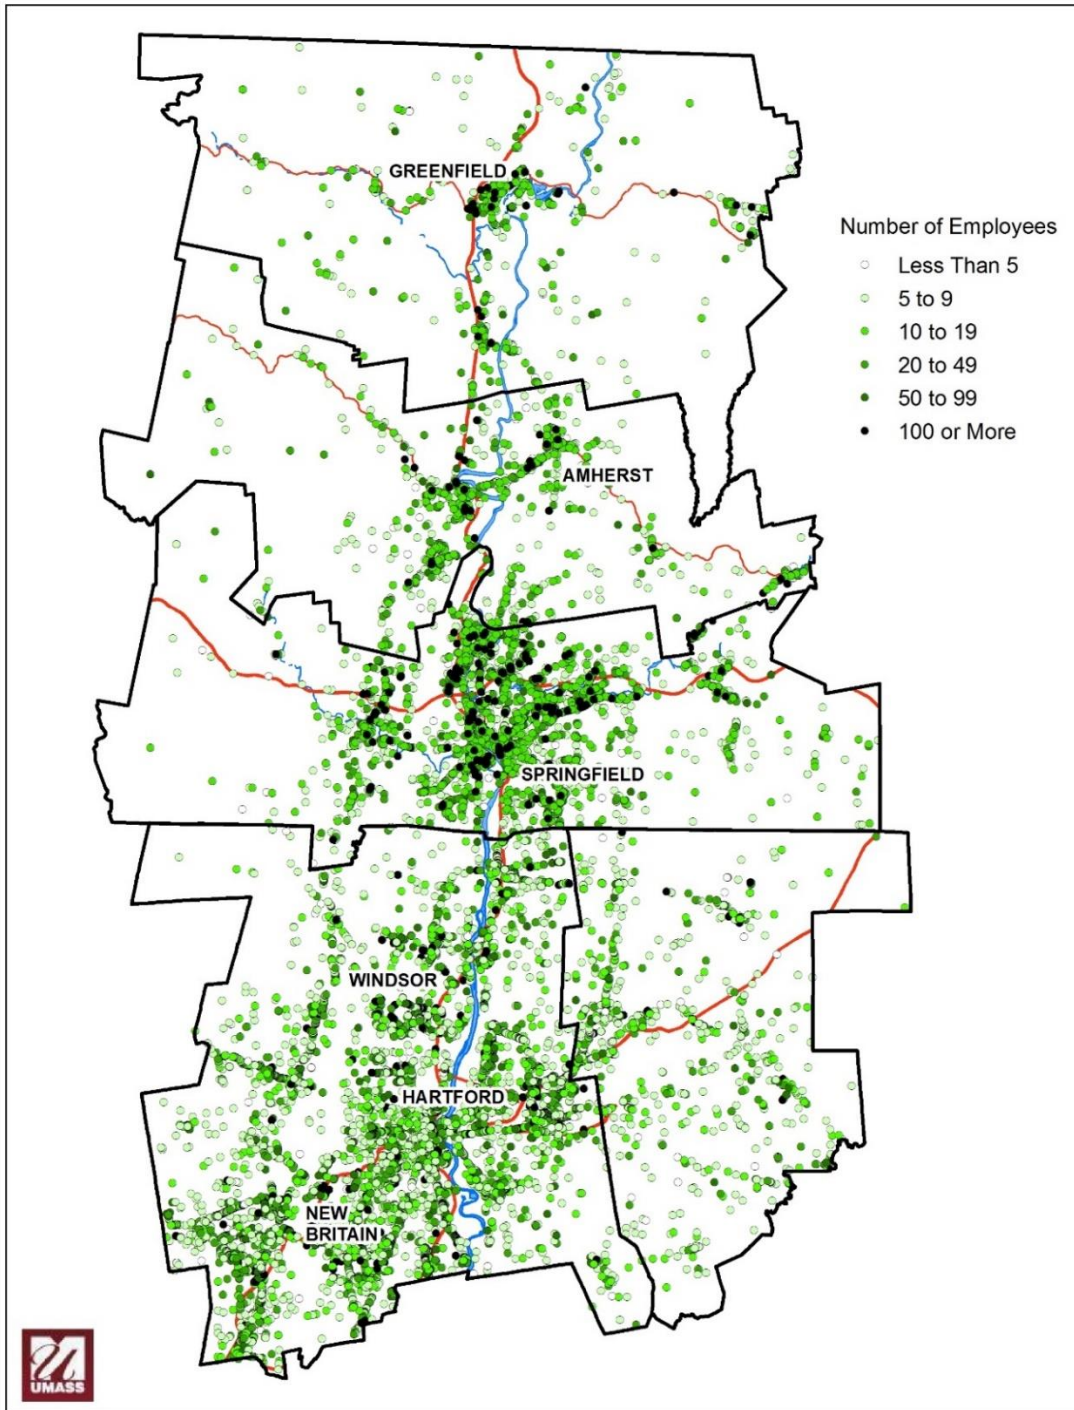 GREENFIELD
Number of Employees
Less Than 5
5 to 9
10 to 19
20 to 49
50 to 99
100 or More
AMHERST
SPRINGFIELD
WINDSOR
HARTFORD
NEW
BRITAIN
UMASS